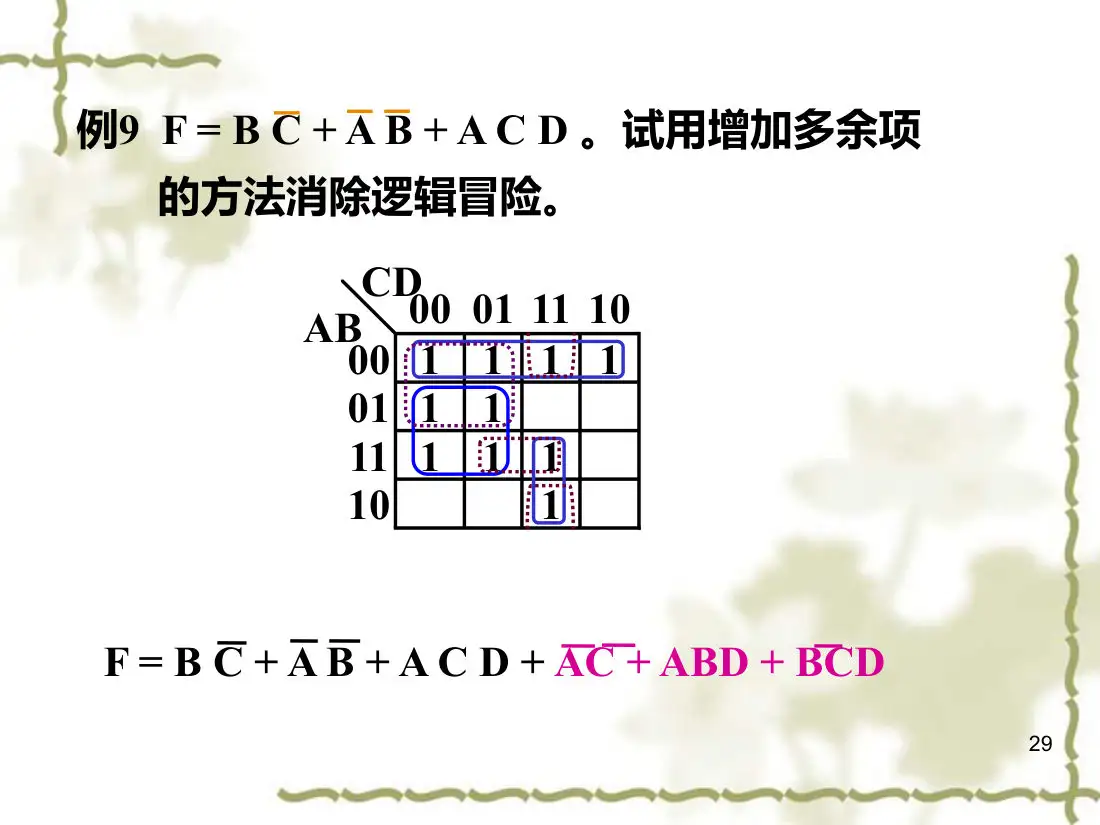 例9 F = B C̅ + A̅ B̅ + A C D 。试用增加多余项
的方法消除逻辑冒险。
CD
00 01 11 10
AB
00 1 1 1 1
01 1 1
11 1 1 1
10 1
F = B C̅ + A̅ B̅ + A C D + A̅C̅ + ABD + B̅CD
29